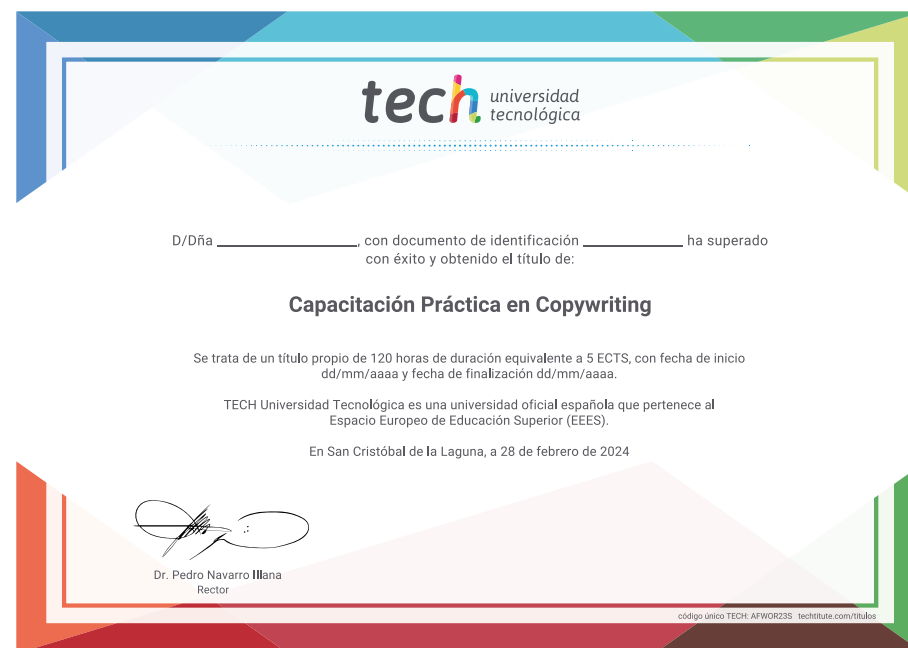 tech universidad
tecnológica
D/Dña ____________________, con documento de identificación ______________ ha superado
con éxito y obtenido el título de:
Capacitación Práctica en Copywriting
Se trata de un título propio de 120 horas de duración equivalente a 5 ECTS, con fecha de inicio
dd/mm/aaaa y fecha de finalización dd/mm/aaaa.
TECH Universidad Tecnológica es una universidad oficial española que pertenece al
Espacio Europeo de Educación Superior (EEES).
En San Cristóbal de la Laguna, a 28 de febrero de 2024
Dr. Pedro Navarro Illana
Rector
código único TECH: AFWOR23S techtitute.com/titulos